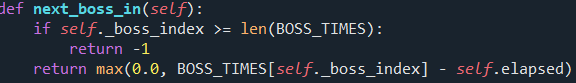 def next_boss_in(self):
    if self._boss_index >= len(BOSS_TIMES):
        return -1
    return max(0.0, BOSS_TIMES[self._boss_index] - self.elapsed)